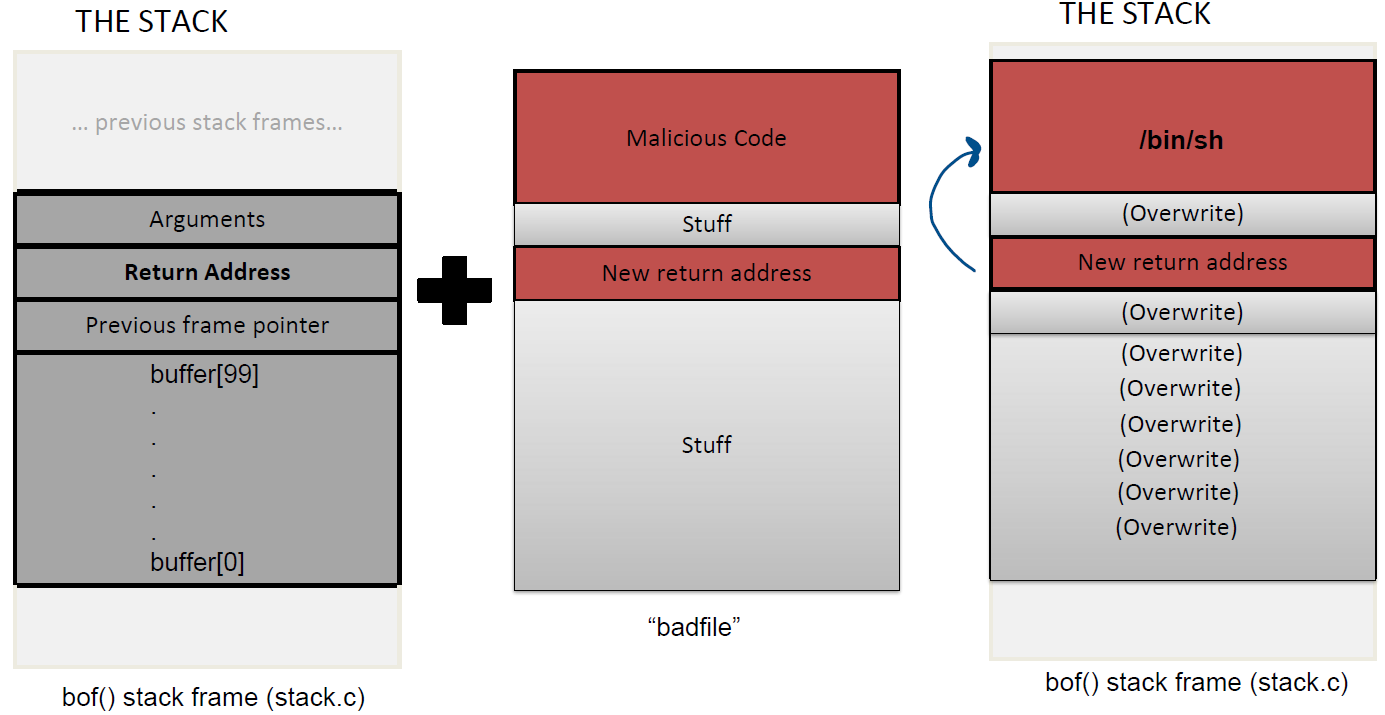 THE STACK
... previous stack frames...
Arguments
Return Address
Previous frame pointer
buffer[99]
.
.
.
.
.
buffer[0]
bof() stack frame (stack.c)
Malicious Code
Stuff
New return address
Stuff
“badfile”
THE STACK
/bin/sh
(Overwrite)
New return address
(Overwrite)
(Overwrite)
(Overwrite)
(Overwrite)
(Overwrite)
(Overwrite)
(Overwrite)
bof() stack frame (stack.c)